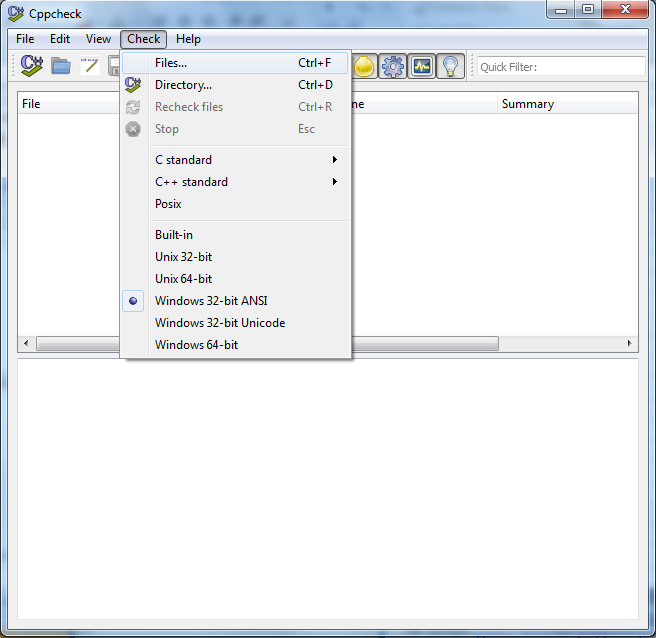 Cppcheck
File Edit View Check Help
Files... Ctrl+F
Directory... Ctrl+D
Recheck files Ctrl+R
Stop Esc
C standard
C++ standard
Posix
Built-in
Unix 32-bit
Unix 64-bit
Windows 32-bit ANSI
Windows 32-bit Unicode
Windows 64-bit
Quick Filter:
File Summary